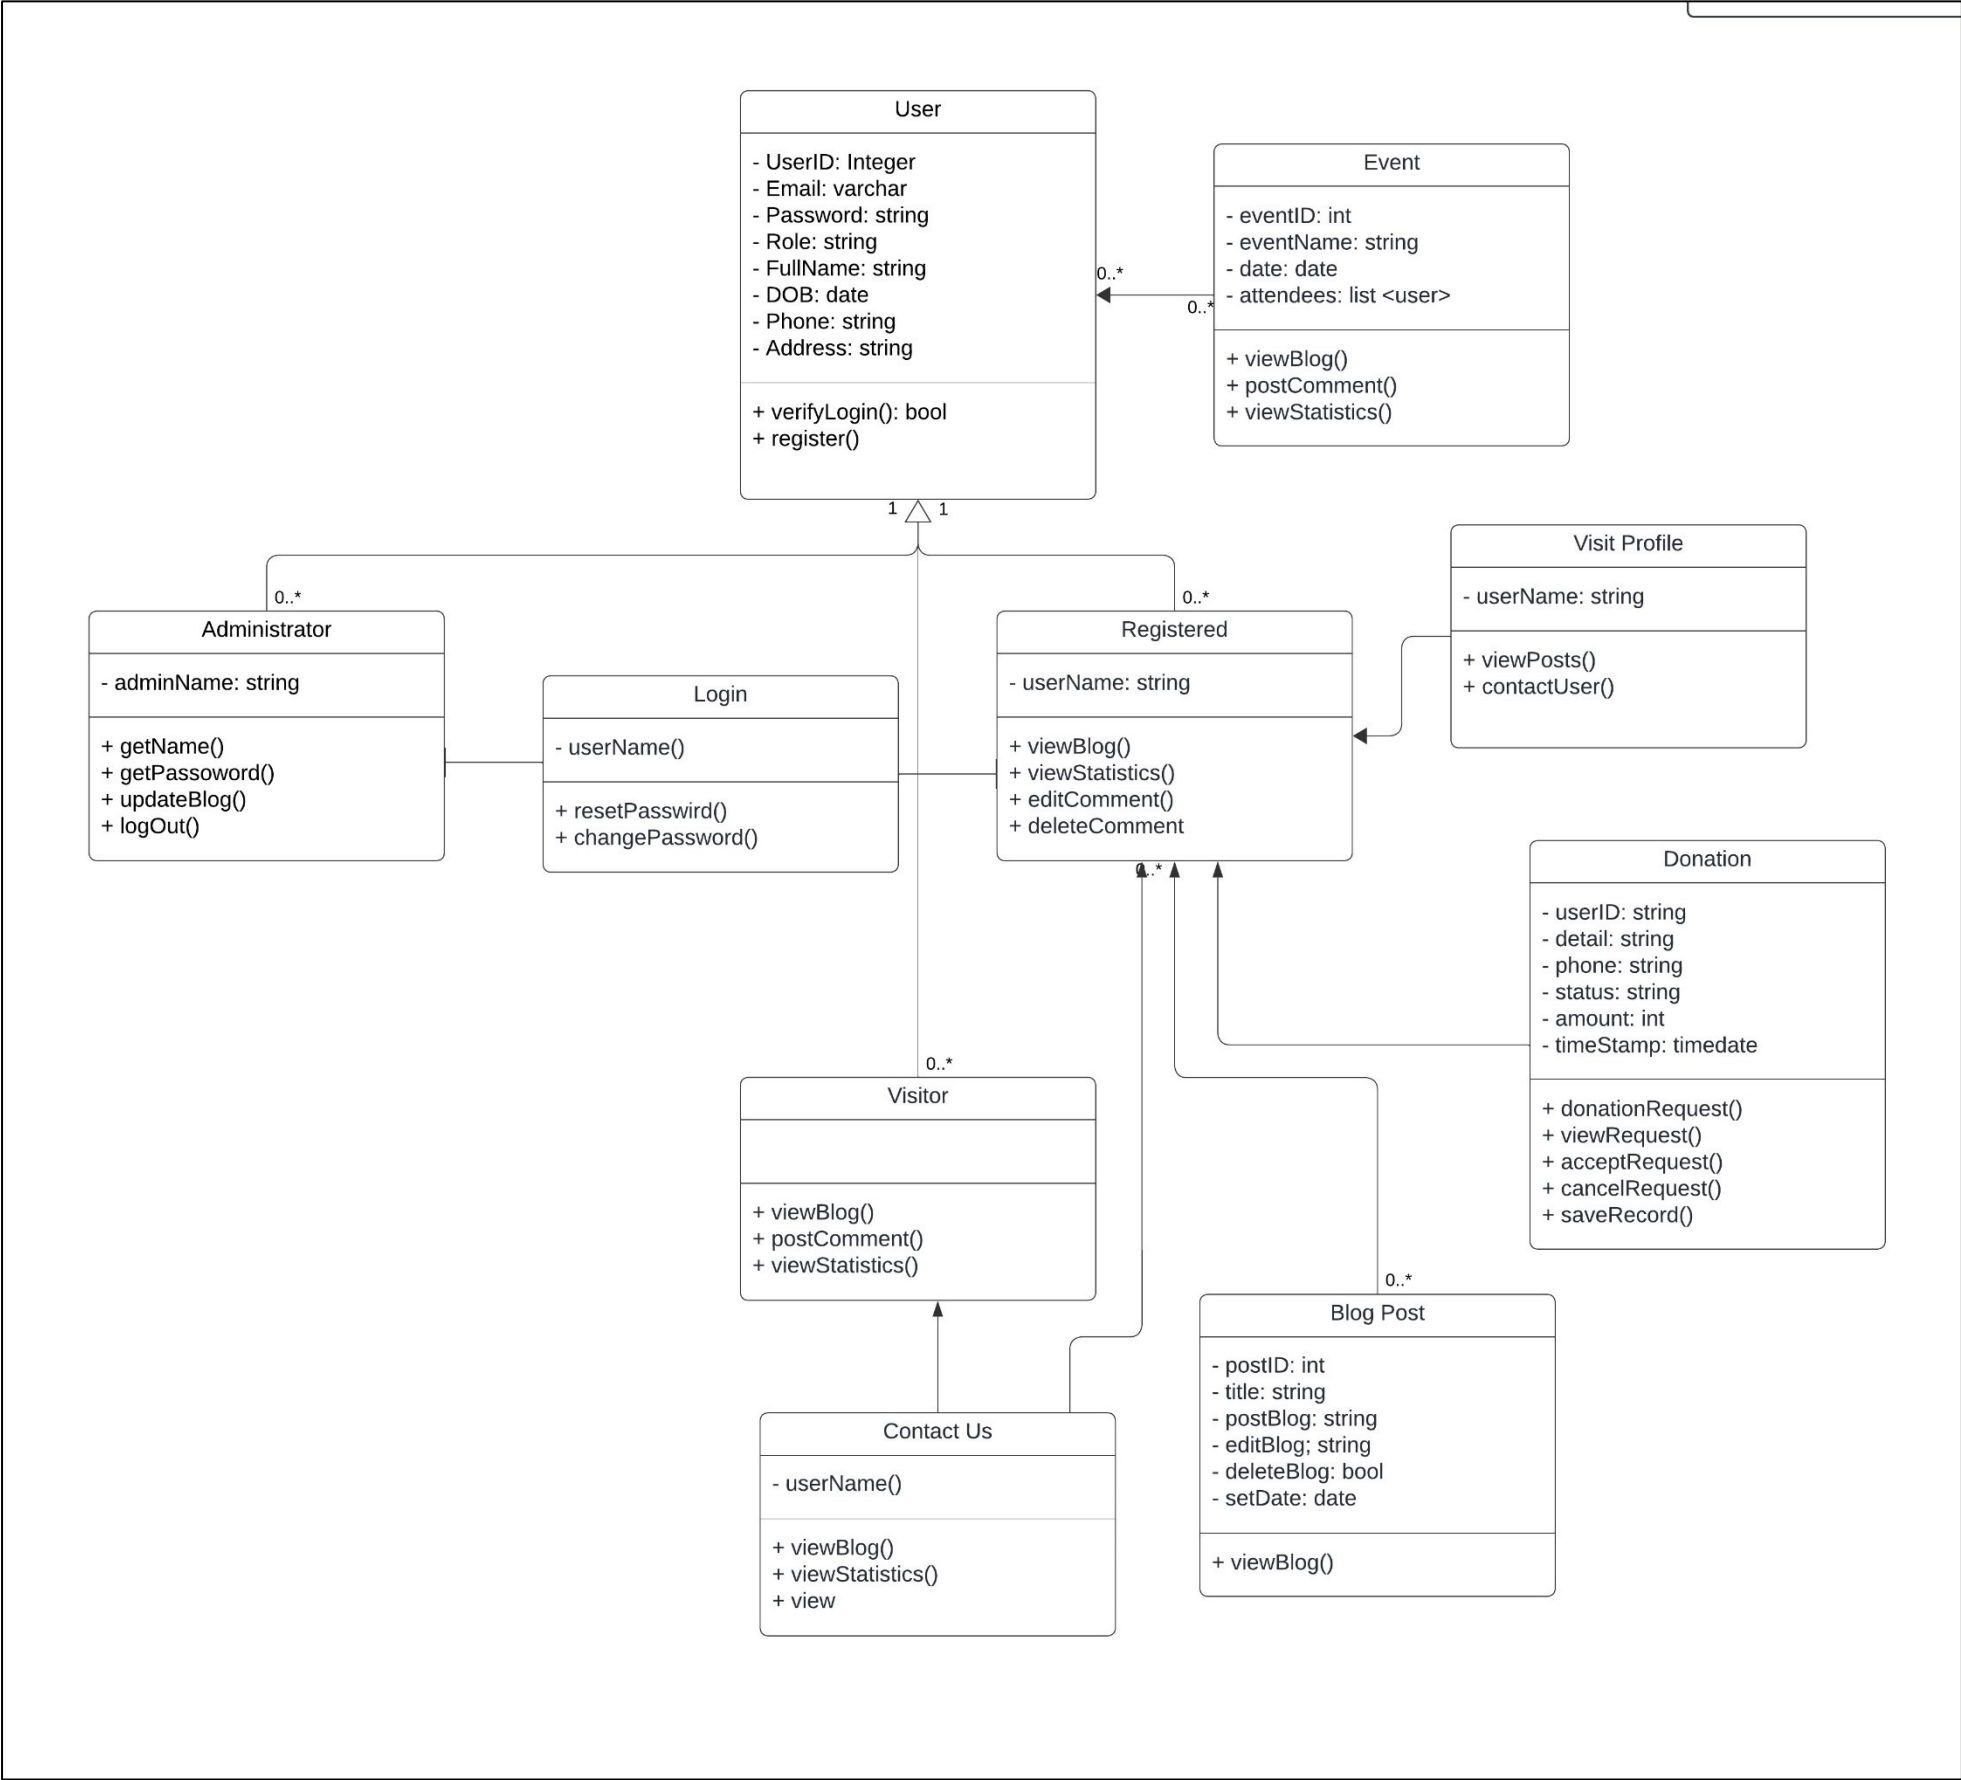 User
- UserID: Integer
- Email: varchar
- Password: string
- Role: string
- FullName: string
- DOB: date
- Phone: string
- Address: string
+ verifyLogin(): bool
+ register()
Event
- eventID: int
- eventName: string
- date: date
- attendees: list <user>
+ viewBlog()
+ postComment()
+ viewStatistics()
0..*
0..*
1
1
0..*
0..*
Visit Profile
- userName: string
+ viewPosts()
+ contactUser()
Administrator
- adminName: string
+ getName()
+ getPassoword()
+ updateBlog()
+ logOut()
Login
- userName()
+ resetPasswird()
+ changePassword()
Registered
- userName: string
+ viewBlog()
+ viewStatistics()
+ editComment()
+ deleteComment
0..*
Donation
- userID: string
- detail: string
- phone: string
- status: string
- amount: int
- timeStamp: timedate
+ donationRequest()
+ viewRequest()
+ acceptRequest()
+ cancelRequest()
+ saveRecord()
0..*
Visitor
+ viewBlog()
+ postComment()
+ viewStatistics()
0..*
Blog Post
- postID: int
- title: string
- postBlog: string
- editBlog; string
- deleteBlog: bool
- setDate: date
+ viewBlog()
Contact Us
- userName()
+ viewBlog()
+ viewStatistics()
+ view